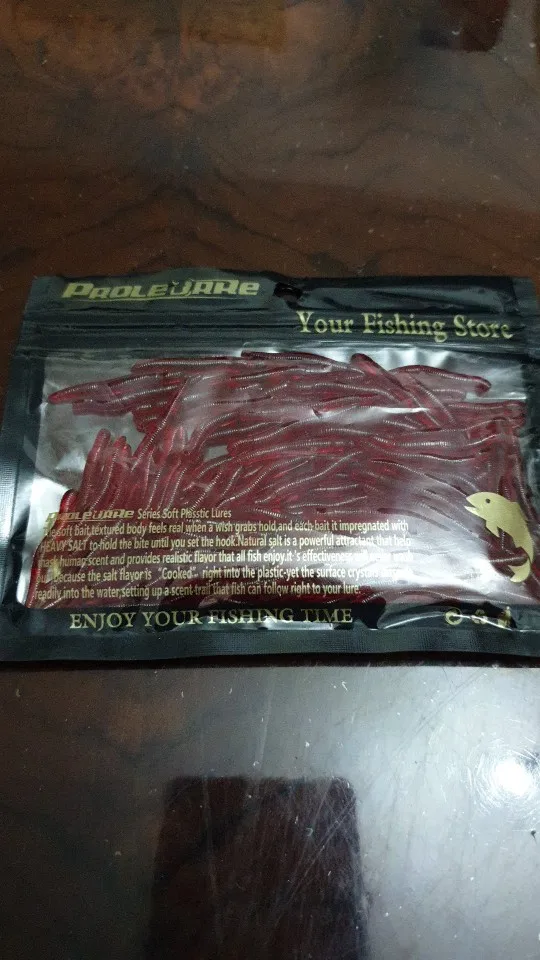 PROLEURRE
Your Fishing Store
PROLEURRE Series Soft Plasstic Lures
soft bait,textured body feels real when a wish grabs hold,and each bait it impregnated with
HEAVY SALT to hold the bite until you set the hook.Natural salt is a powerful attractant that help
mask human scent and provides realistic flavor that all fish enjoy.it's effectiveness
because the salt flavor is "Cooked" right into the plastic-yet the surface crystals
readily into the water,setting up a scent trail that fish can follow right to your lure.
ENJOY YOUR FISHING TIME